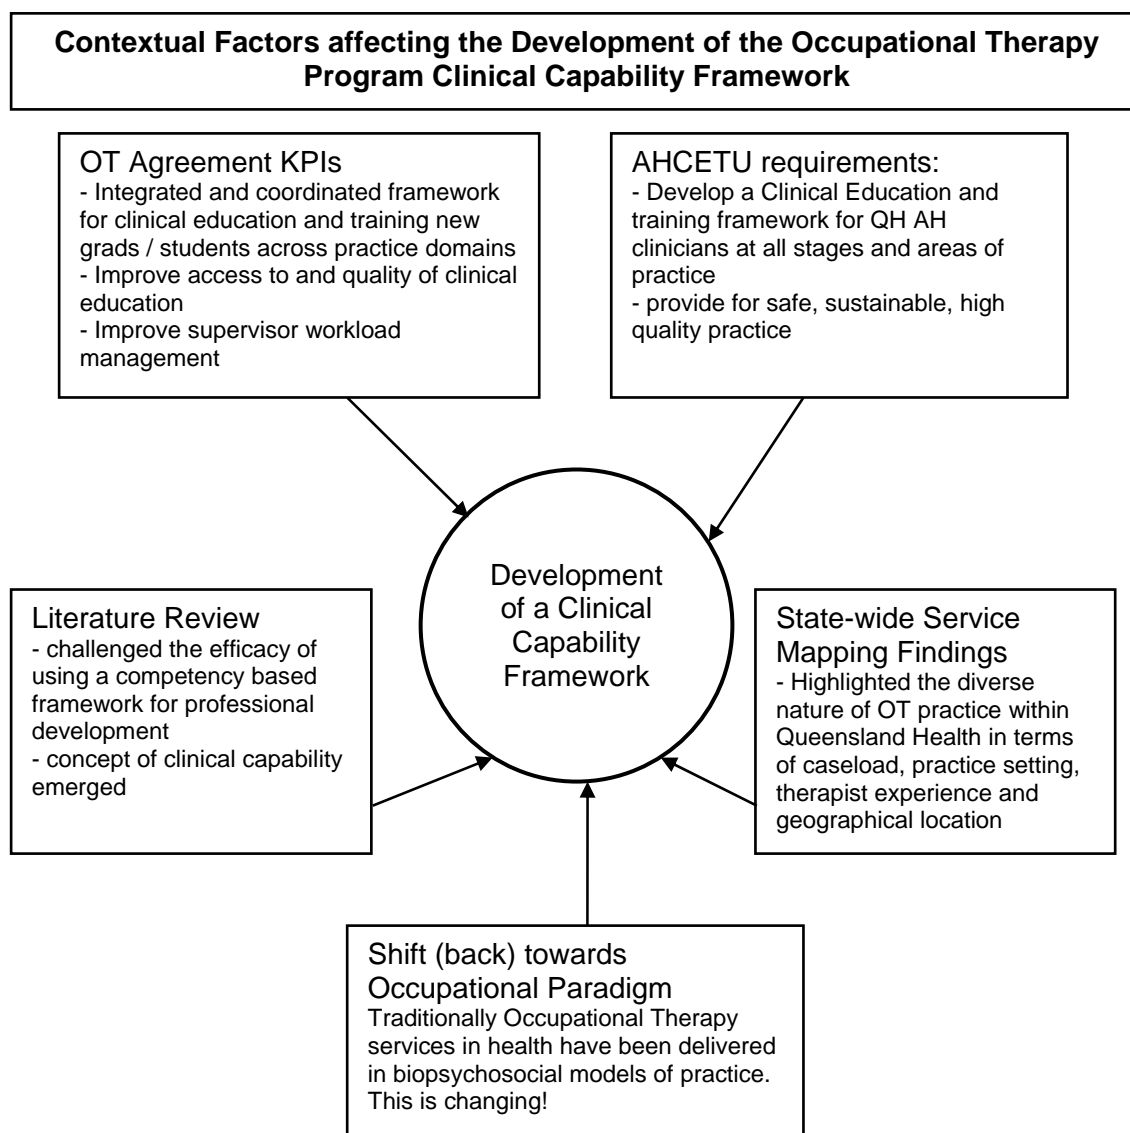 Contextual Factors affecting the Development of the Occupational Therapy
Program Clinical Capability Framework
OT Agreement KPIs
- Integrated and coordinated framework
for clinical education and training new
grads / students across practice domains
- Improve access to and quality of clinical
education
- Improve supervisor workload
management
AHCETU requirements:
- Develop a Clinical Education and
training framework for QH AH
clinicians at all stages and areas of
practice
- provide for safe, sustainable, high
quality practice
Development
of a Clinical
Capability
Framework
Literature Review
- challenged the efficacy of
using a competency based
framework for professional
development
- concept of clinical capability
emerged
State-wide Service
Mapping Findings
- Highlighted the diverse
nature of OT practice within
Queensland Health in terms
of caseload, practice setting,
therapist experience and
geographical location
Shift (back) towards
Occupational Paradigm
Traditionally Occupational Therapy
services in health have been delivered
in biopsychosocial models of practice.
This is changing!